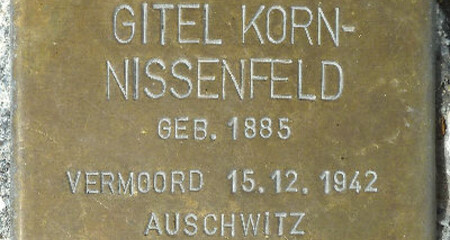 GITEL KORN-
NISSENFELD
GEB. 1885
VERMOORD 15.12.1942
AUSCHWITZ